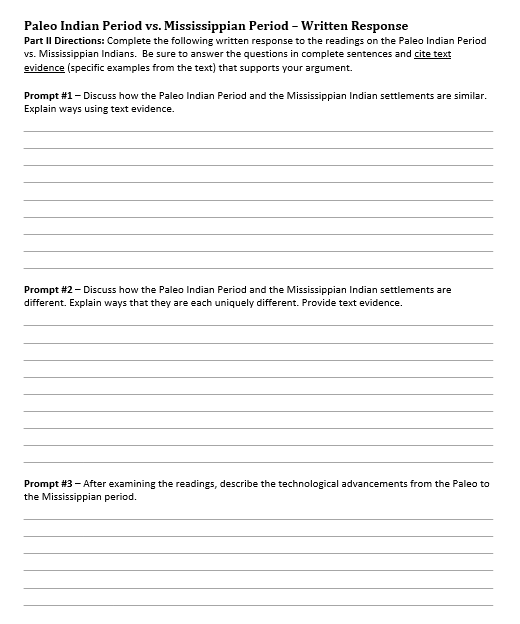 Paleo Indian Period vs. Mississippian Period – Written Response
Part II Directions: Complete the following written response to the readings on the Paleo Indian Period
vs. Mississippian Indians.  Be sure to answer the questions in complete sentences and cite text
evidence (specific examples from the text) that supports your argument.
Prompt #1 – Discuss how the Paleo Indian Period and the Mississippian Indian settlements are similar.
Explain ways using text evidence.
Prompt #2 – Discuss how the Paleo Indian Period and the Mississippian Indian settlements are
different. Explain ways that they are each uniquely different. Provide text evidence.
Prompt #3 – After examining the readings, describe the technological advancements from the Paleo to
the Mississippian period.